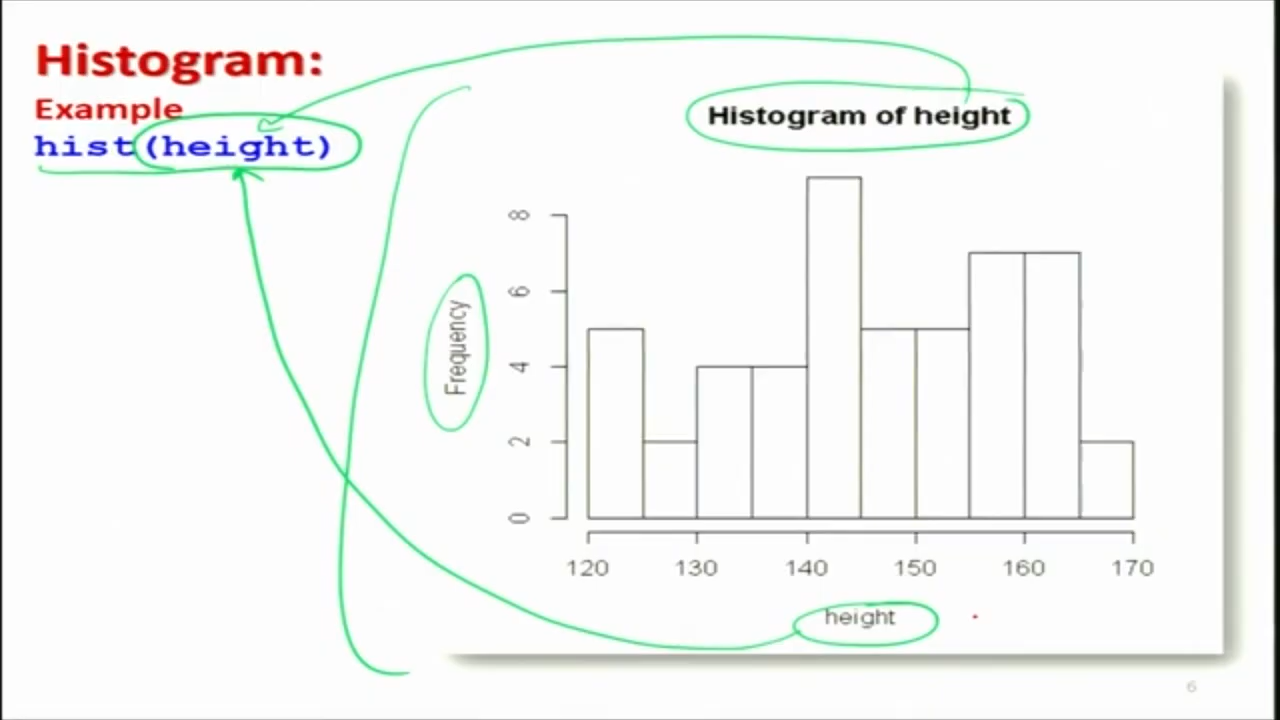 Histogram:
Example
hist(height)
Histogram of height
Frequency
8
6
4
2
0
120 130 140 150 160 170
height
6